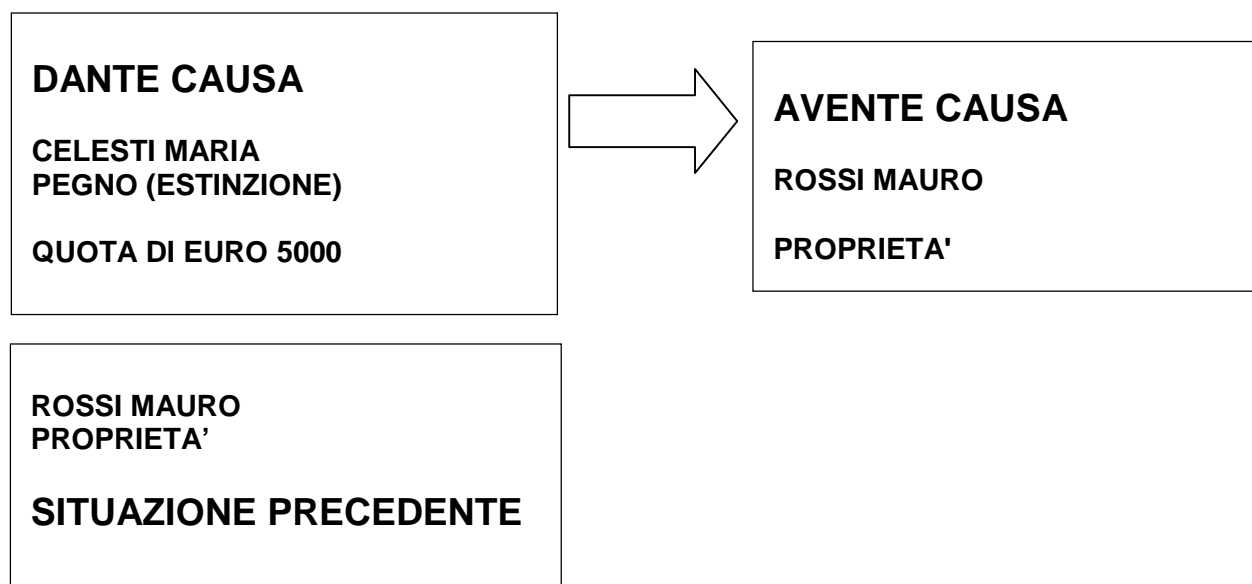 DANTE CAUSA
CELESTI MARIA
PEGNO (ESTINZIONE)
QUOTA DI EURO 5000
AVENTE CAUSA
ROSSI MAURO
PROPRIETA'
ROSSI MAURO
PROPRIETA’
SITUAZIONE PRECEDENTE